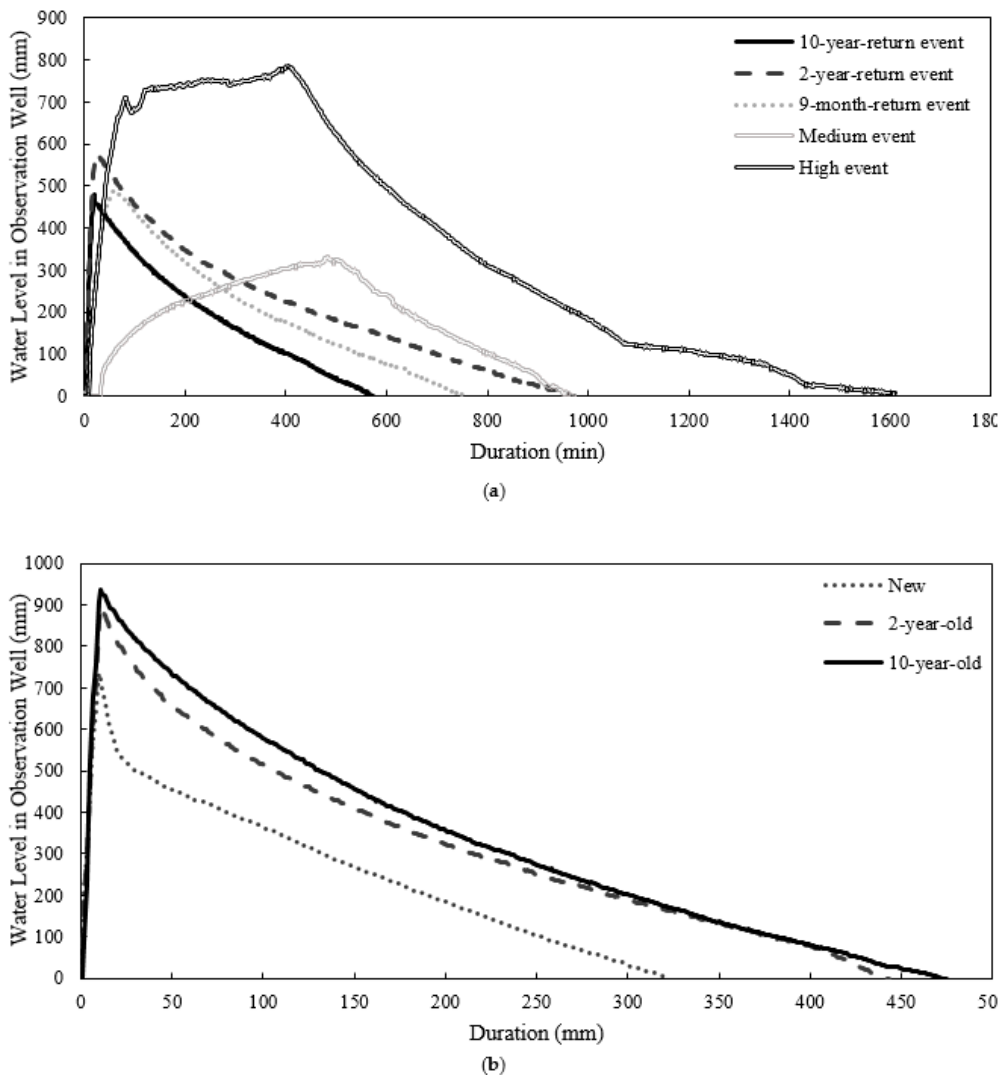 900
800
700
600
500
400
300
200
100
0
Water Level in Observation Well (mm)
10-year-return event
2-year-return event
9-month-return event
Medium event
High event
0 200 400 600 800 1000 1200 1400 1600 180
Duration (min)
(a)
1000
900
800
700
600
500
400
300
200
100
0
Water Level in Observation Well (mm)
New
2-year-old
10-year-old
0 50 100 150 200 250 300 350 400 450 50
Duration (mm)
(b)